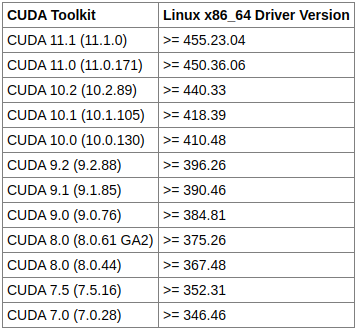 CUDA Toolkit Linux x86_64 Driver Version
CUDA 11.1 (11.1.0) >= 455.23.04
CUDA 11.0 (11.0.171) >= 450.36.06
CUDA 10.2 (10.2.89) >= 440.33
CUDA 10.1 (10.1.105) >= 418.39
CUDA 10.0 (10.0.130) >= 410.48
CUDA 9.2 (9.2.88) >= 396.26
CUDA 9.1 (9.1.85) >= 390.46
CUDA 9.0 (9.0.76) >= 384.81
CUDA 8.0 (8.0.61 GA2) >= 375.26
CUDA 8.0 (8.0.44) >= 367.48
CUDA 7.5 (7.5.16) >= 352.31
CUDA 7.0 (7.0.28) >= 346.46